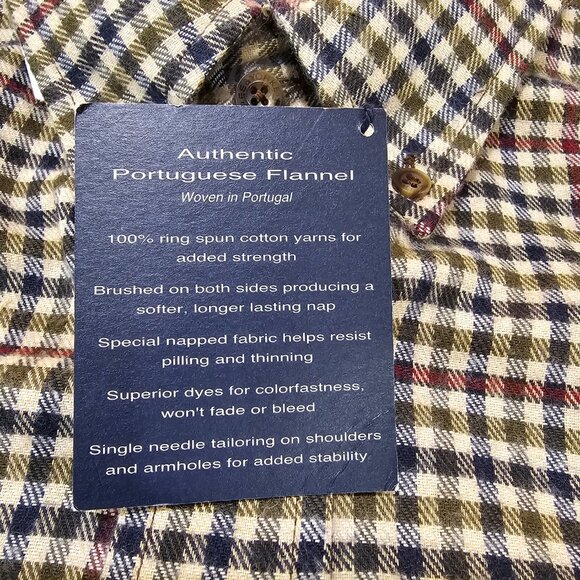 Authentic
Portuguese Flannel
Woven in Portugal
100% ring spun cotton yarns for
added strength
Brushed on both sides producing a
softer, longer lasting nap
Special napped fabric helps resist
pilling and thinning
Superior dyes for colorfastness,
won't fade or bleed
Single needle tailoring on shoulders
and armholes for added stability